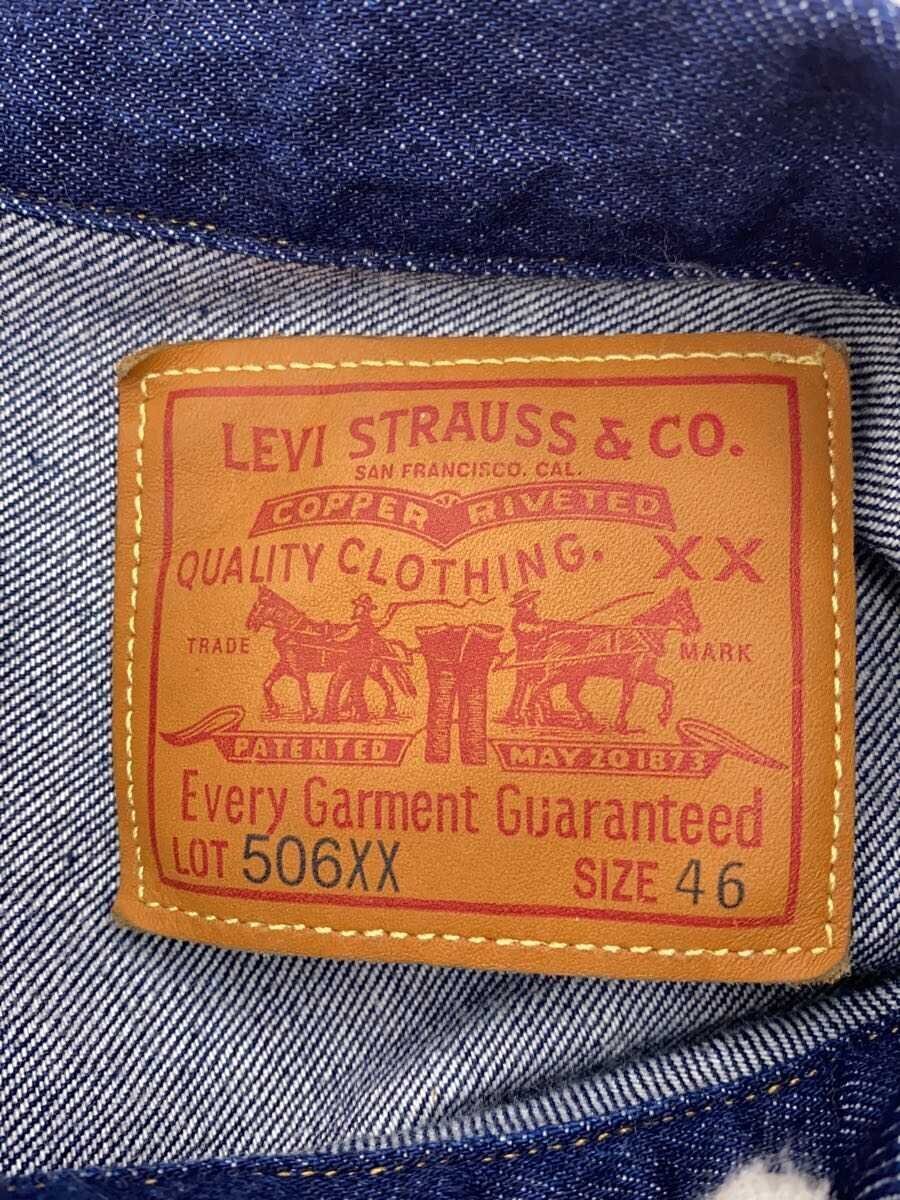 LEVI STRAUSS & CO.
SAN FRANCISCO, CAL.
COPPER RIVETED
QUALITY CLOTHING. XX
TRADE MARK
PATENTED MAY 20 1873
Every Garment Guaranteed
LOT 506XX SIZE 46